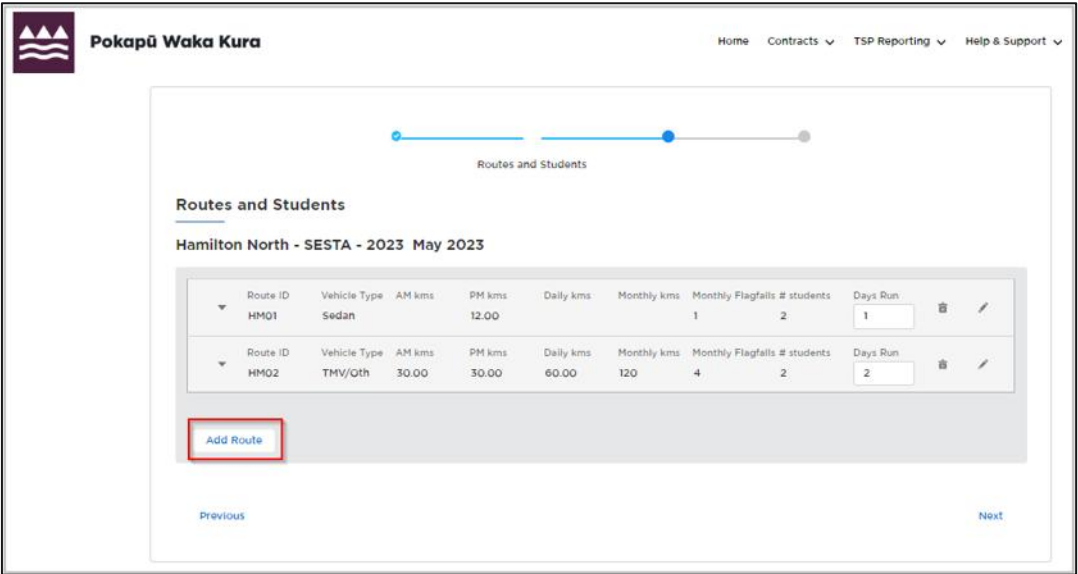 Pokapū Waka Kura
Home Contracts TSP Reporting Help & Support
Routes and Students
Routes and Students
Hamilton North - SESTA - 2023 May 2023
Route ID Vehicle Type AM kms PM kms Daily kms Monthly kms Monthly Flagfalls # students Days Run
HM01 Sedan 12.00 1 2 1
Route ID Vehicle Type AM kms PM kms Daily kms Monthly kms Monthly Flagfalls # students Days Run
HM02 TMV/Oth 30.00 30.00 60.00 120 4 2 2
Add Route
Previous Next